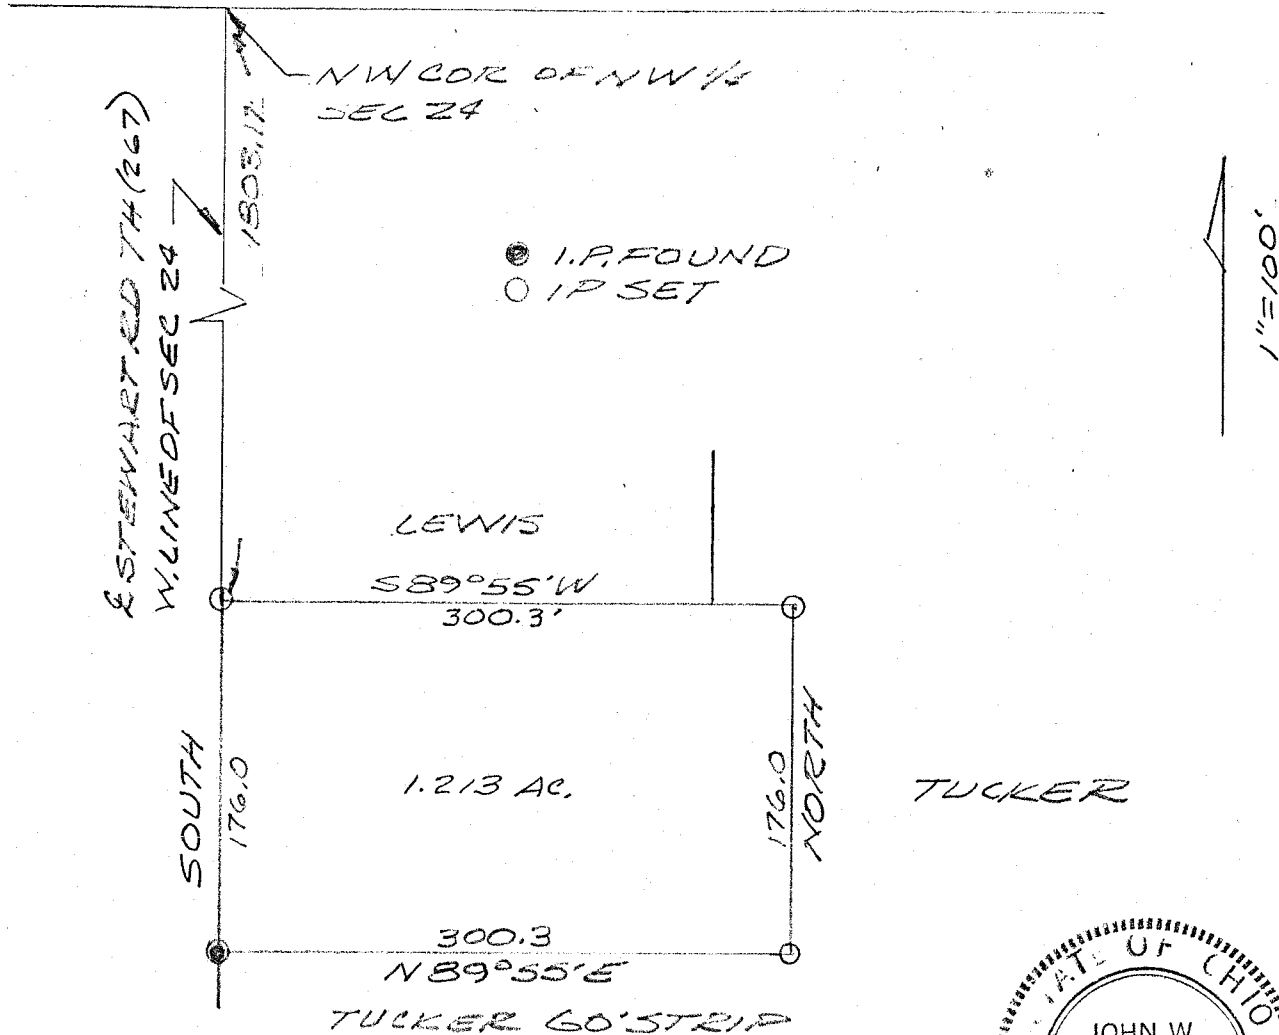 NW COR OF NW 1/4
SEC 24
1803.12
℄ STEWART RD TH (267)
W. LINE OF SEC 24
I.P. FOUND
IP SET
1"=100'
LEWIS
S89°55'W
300.3'
SOUTH
176.0
1.213 AC.
176.0
NORTH
TUCKER
300.3
N89°55'E
TUCKER 60' STRIP
STATE OF OHIO
JOHN W.